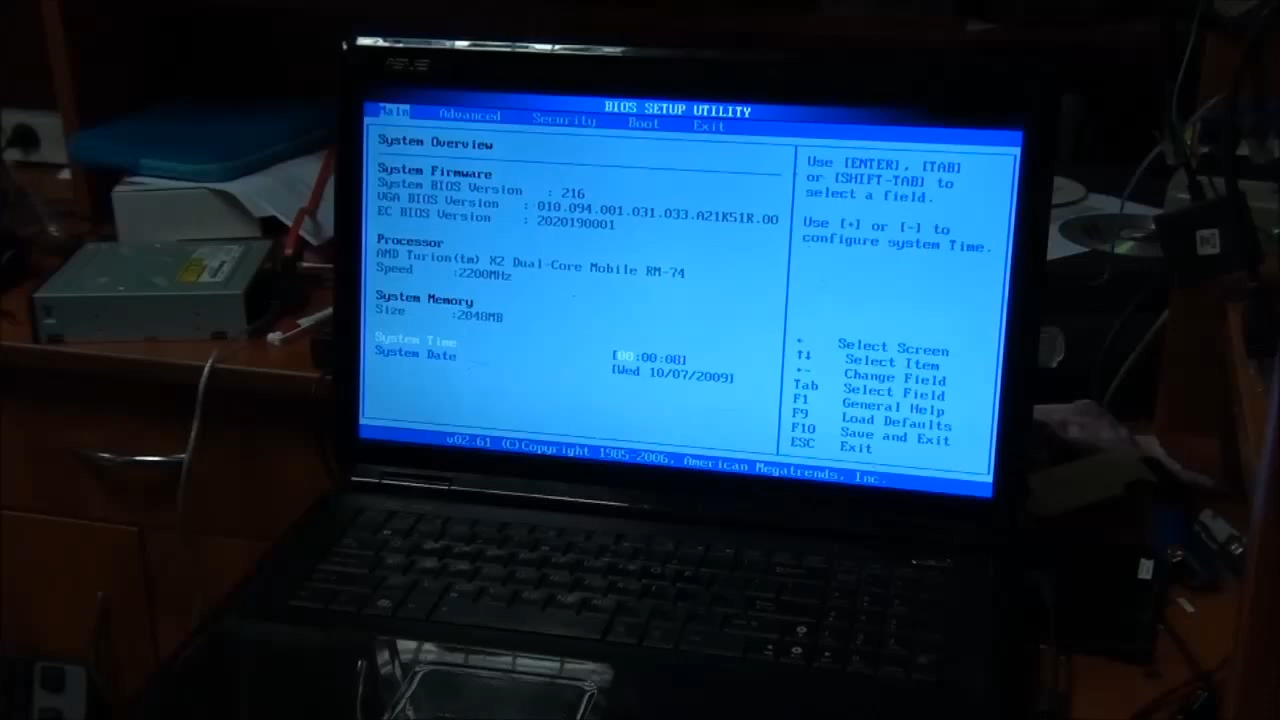 ASUS
BIOS SETUP UTILITY
Main Advanced Security Boot Exit
System Overview
System Firmware
System BIOS Version : 216
VGA BIOS Version : 010.094.001.031.033.A21K51R.00
EC BIOS Version : 2020190001
Processor
AMD Turion(tm) X2 Dual-Core Mobile RM-74
Speed :2200MHz
System Memory
Size :2048MB
System Time [00:00:08]
System Date [Wed 10/07/2009]
Use [ENTER], [TAB]
or [SHIFT-TAB] to
select a field.
Use [+] or [-] to
configure system Time.
← Select Screen
↑↓ Select Item
+- Change Field
Tab Select Field
F1 General Help
F9 Load Defaults
F10 Save and Exit
ESC Exit
v02.61 (C)Copyright 1985-2006, American Megatrends, Inc.